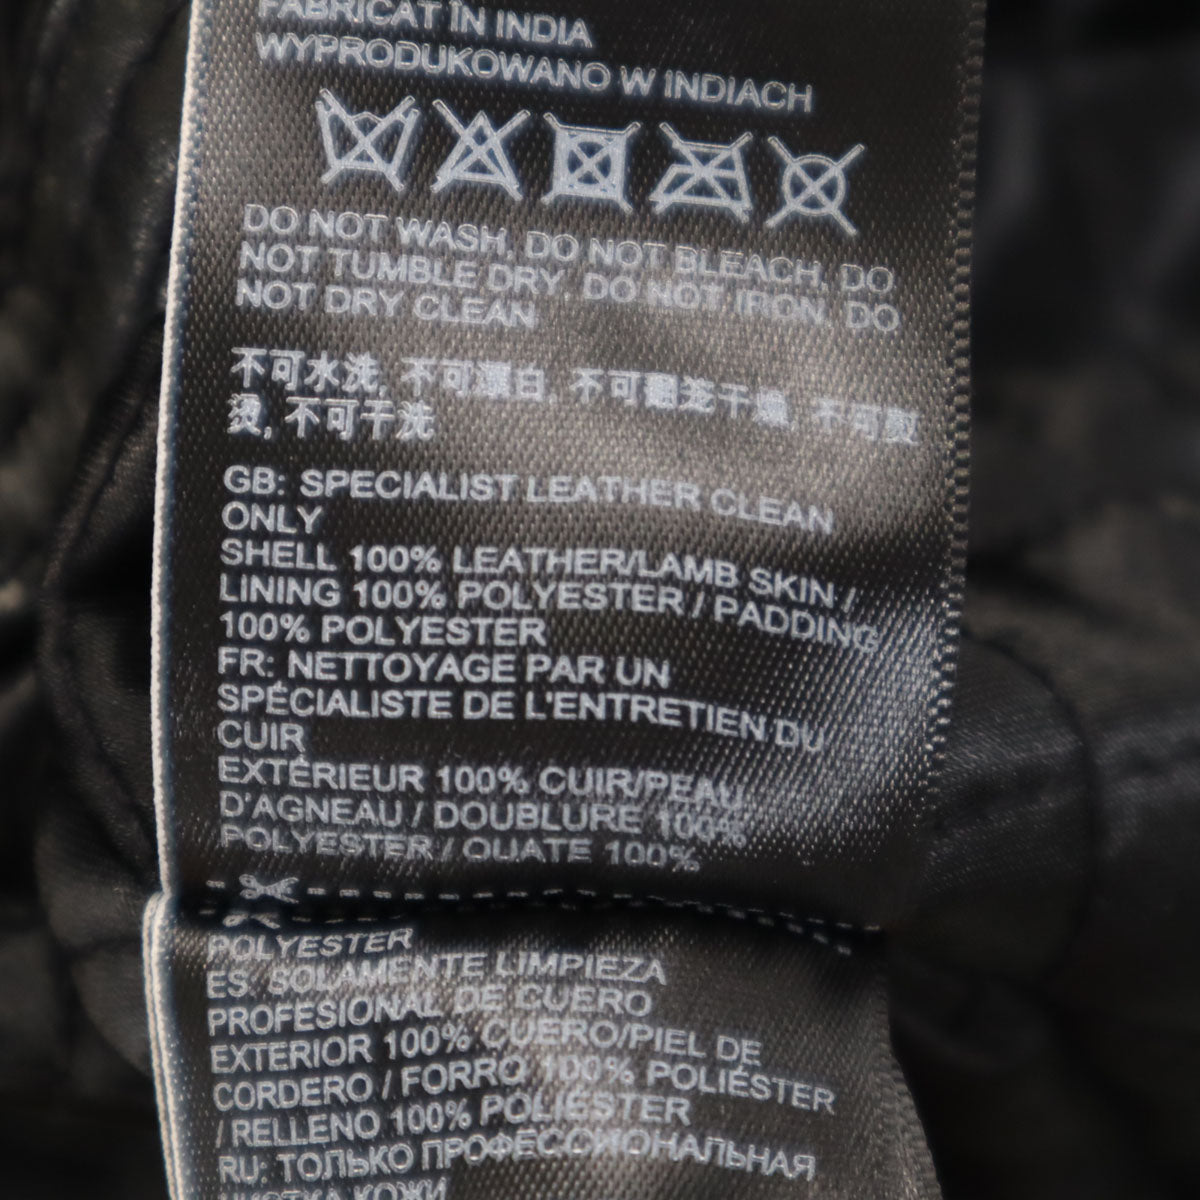 FABRICAT ÎN INDIA
WYPRODUKOWANO W INDIACH
DO NOT WASH, DO NOT BLEACH, DO
NOT TUMBLE DRY, DO NOT IRON, DO
NOT DRY CLEAN
不可水洗, 不可漂白, 不可翻滚干燥, 不可熨
烫, 不可干洗
GB: SPECIALIST LEATHER CLEAN
ONLY
SHELL 100% LEATHER/LAMB SKIN /
LINING 100% POLYESTER / PADDING
100% POLYESTER
FR: NETTOYAGE PAR UN
SPÉCIALISTE DE L'ENTRETIEN DU
CUIR
EXTÉRIEUR 100% CUIR/PEAU
D'AGNEAU / DOUBLURE 100%
POLYESTER / OUATE 100%
POLYESTER
ES: SOLAMENTE LIMPIEZA
PROFESIONAL DE CUERO
EXTERIOR 100% CUERO/PIEL DE
CORDERO / FORRO 100% POLIÉSTER
/ RELLENO 100% POLIÉSTER
RU: ТОЛЬКО ПРОФЕССИОНАЛЬНАЯ
ЧИСТКА КОЖИ